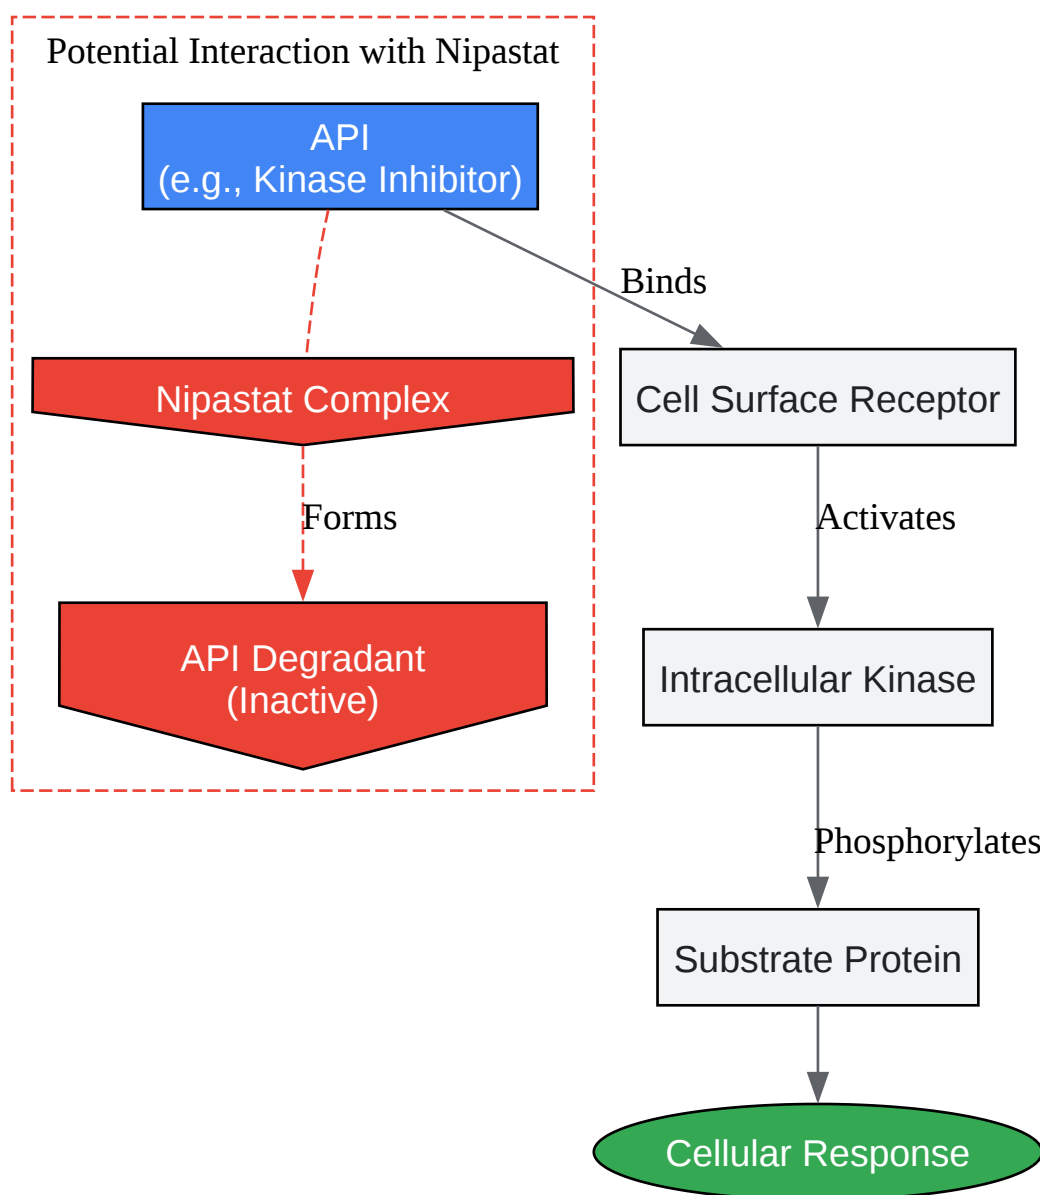 Potential Interaction with Nipastat
API
(e.g., Kinase Inhibitor)
Binds
Nipastat Complex
Cell Surface Receptor
Forms
Activates
API Degradant
(Inactive)
Intracellular Kinase
Phosphorylates
Substrate Protein
Cellular Response